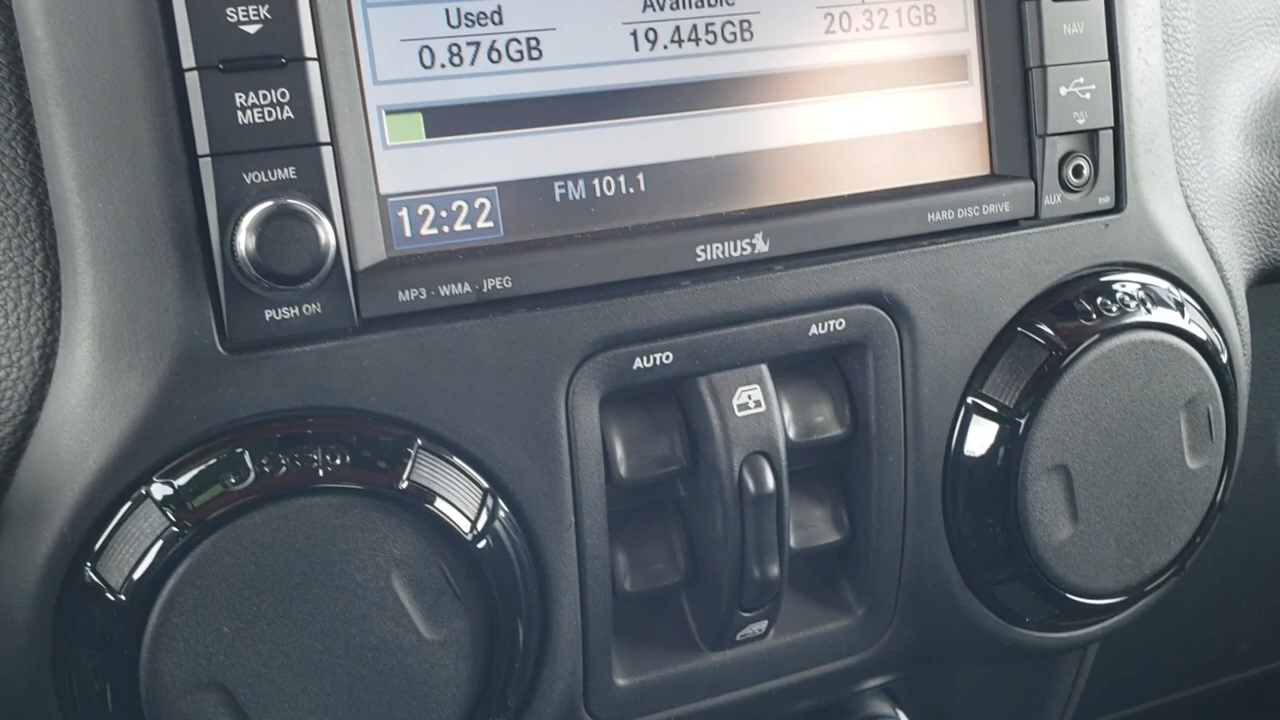 SEEK
Used
Available
0.876GB
19.445GB
20.321GB
NAV
RADIO
MEDIA
PULL
VOLUME
12:22
FM 101.1
AUX
HARD DISC DRIVE
SIRIUS
MP3 · WMA · JPEG
PUSH ON
AUTO
AUTO
Jeep
Jeep